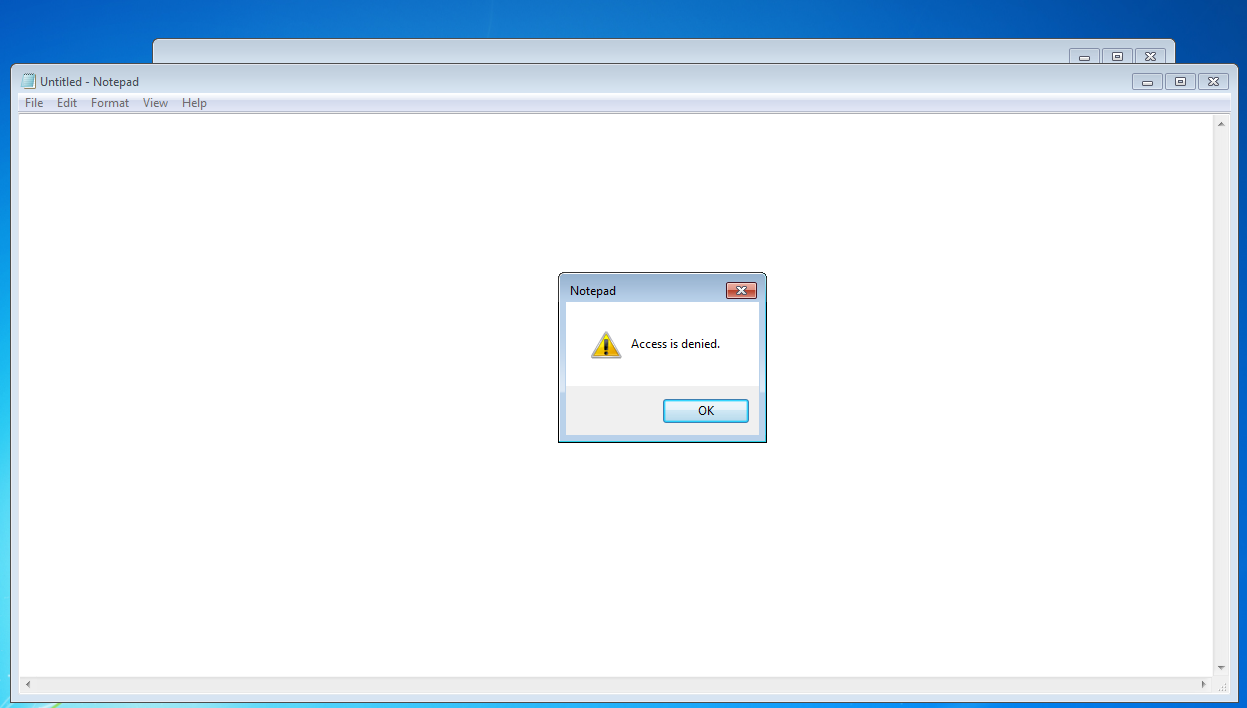 Untitled - Notepad
File Edit Format View Help
Notepad
Access is denied.
OK